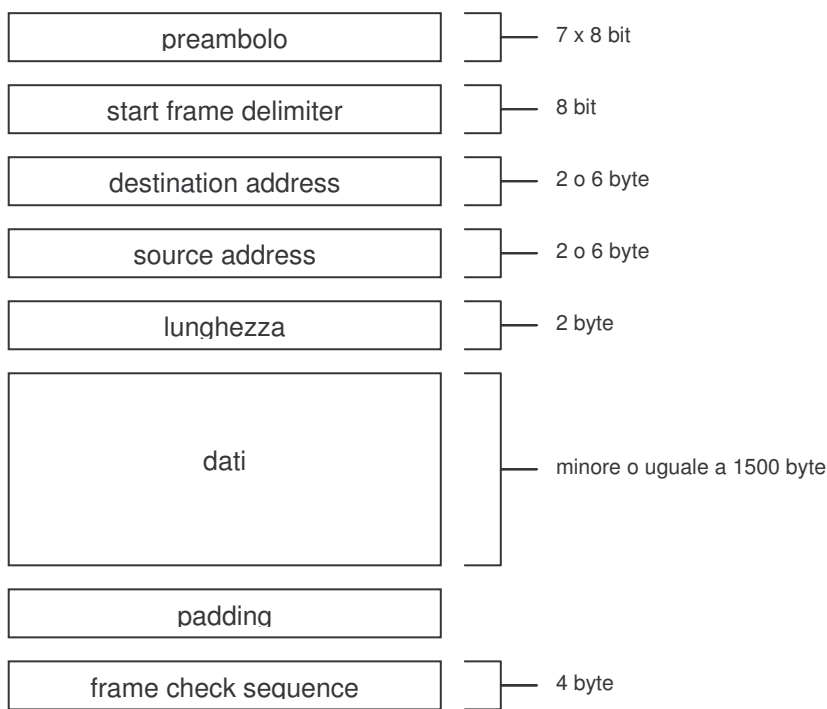 preambolo
7 x 8 bit
start frame delimiter
8 bit
destination address
2 o 6 byte
source address
2 o 6 byte
lunghezza
2 byte
dati
minore o uguale a 1500 byte
padding
frame check sequence
4 byte